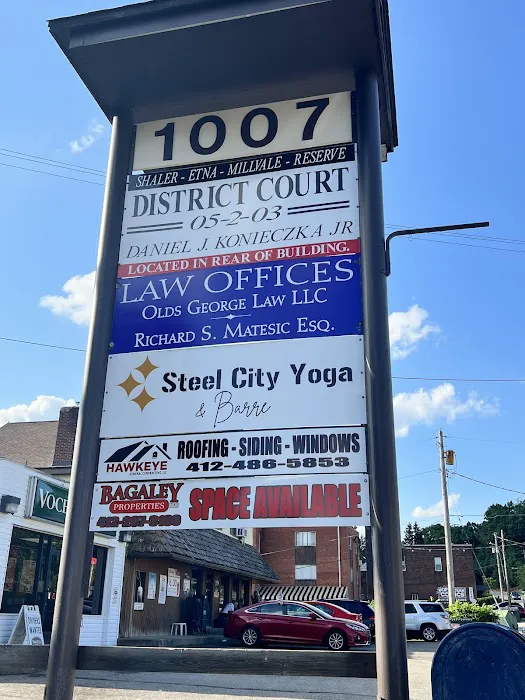 1007
SHALER - ETNA - MILLVALE - RESERVE
DISTRICT COURT
05-2-03
DANIEL J. KONIECZKA JR
LOCATED IN REAR OF BUILDING.
LAW OFFICES
OLDS GEORGE LAW LLC
RICHARD S. MATESIC ESQ.
Steel City Yoga
& Barre
HAWKEYE
ROOFING - SIDING - WINDOWS
412-486-5853
BAGALEY
PROPERTIES
SPACE AVAILABLE